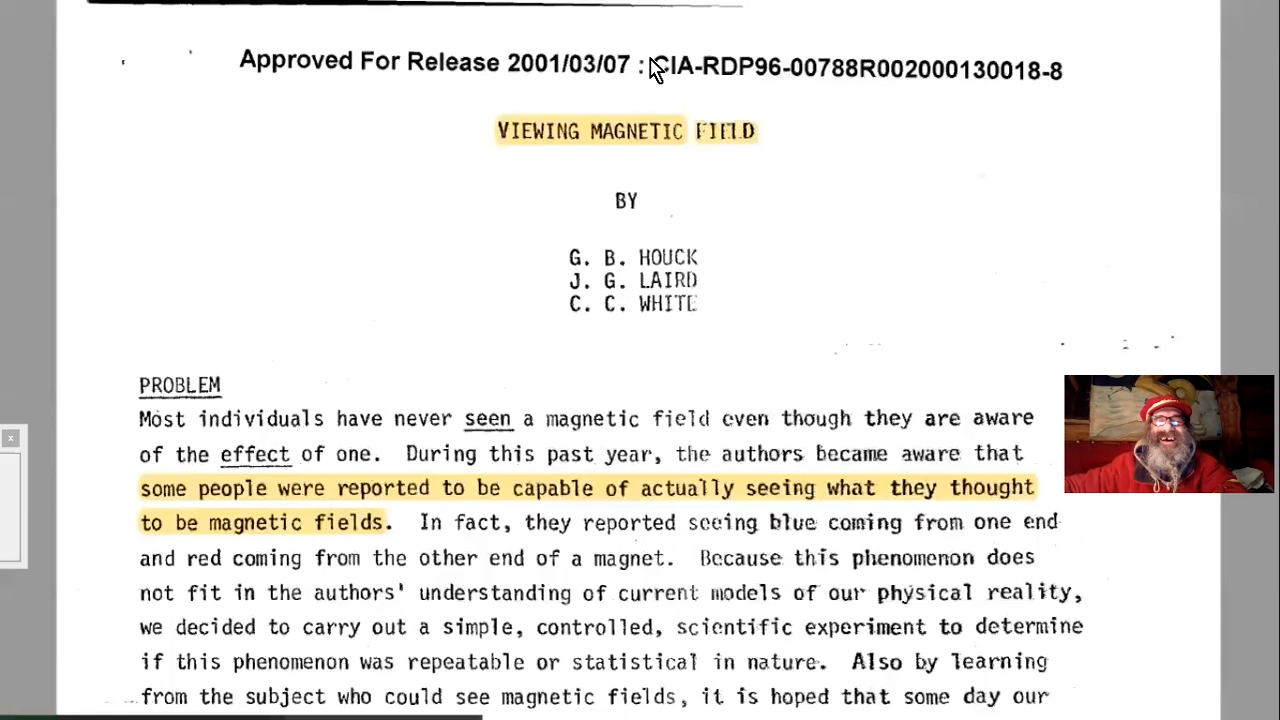 Approved For Release 2001/03/07 : CIA-RDP96-00788R002000130018-8
VIEWING MAGNETIC FIELD
BY
G. B. HOUCK
J. G. LAIRD
C. C. WHITE
PROBLEM
Most individuals have never seen a magnetic field even though they are aware
of the effect of one. During this past year, the authors became aware that
some people were reported to be capable of actually seeing what they thought
to be magnetic fields. In fact, they reported seeing blue coming from one end
and red coming from the other end of a magnet. Because this phenomenon does
not fit in the authors' understanding of current models of our physical reality,
we decided to carry out a simple, controlled, scientific experiment to determine
if this phenomenon was repeatable or statistical in nature. Also by learning
from the subject who could see magnetic fields, it is hoped that some day our
x